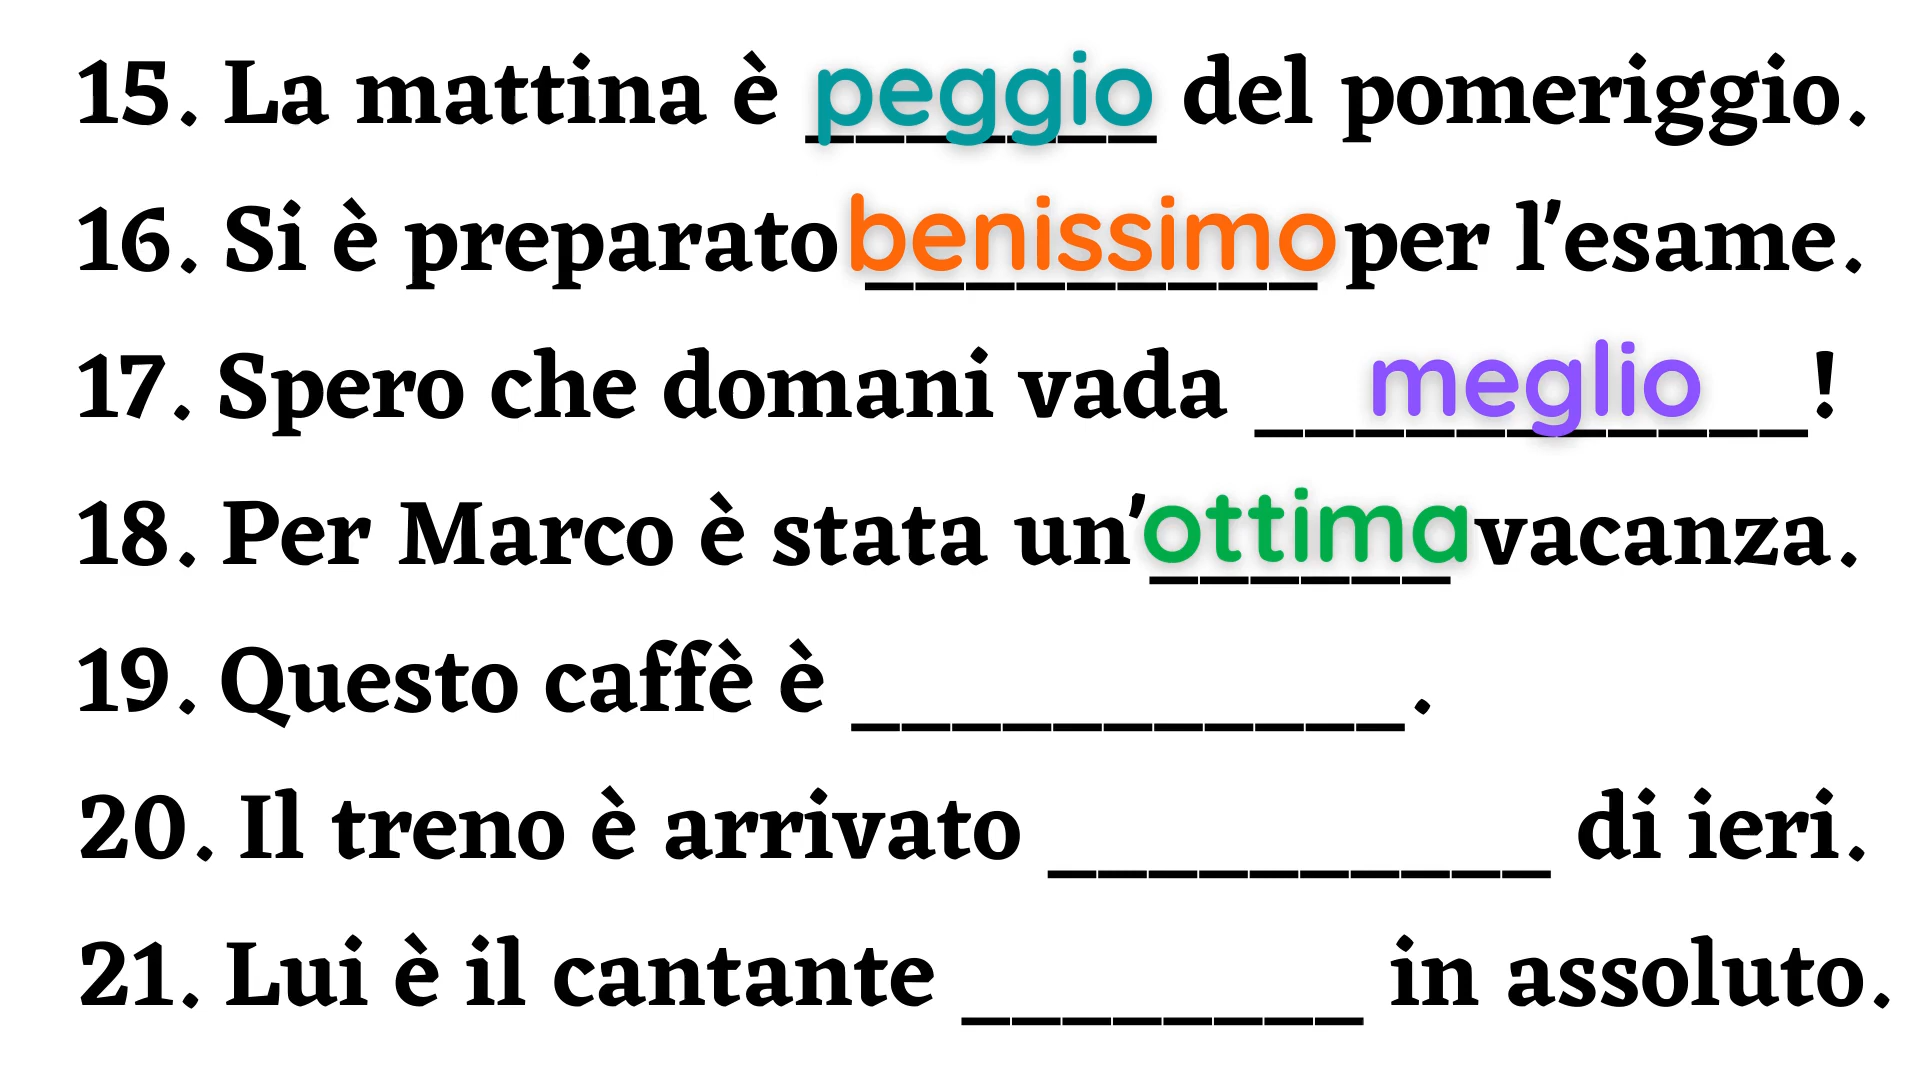 15. La mattina è peggio del pomeriggio.
16. Si è preparato benissimo per l'esame.
17. Spero che domani vada meglio!
18. Per Marco è stata un'ottima vacanza.
19. Questo caffè è ___________.
20. Il treno è arrivato __________ di ieri.
21. Lui è il cantante ________ in assoluto.